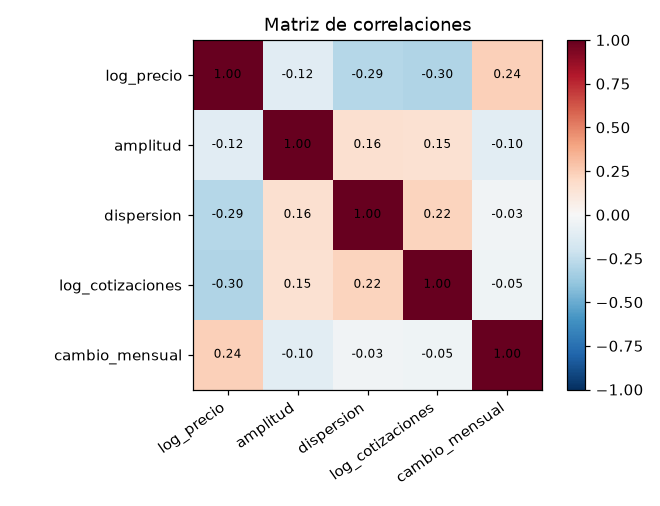 Matriz de correlaciones
log_precio 1.00 -0.12 -0.29 -0.30 0.24
amplitud -0.12 1.00 0.16 0.15 -0.10
dispersion -0.29 0.16 1.00 0.22 -0.03
log_cotizaciones -0.30 0.15 0.22 1.00 -0.05
cambio_mensual 0.24 -0.10 -0.03 -0.05 1.00
log_precio amplitud dispersion log_cotizaciones cambio_mensual
1.00
0.75
0.50
0.25
0.00
−0.25
−0.50
−0.75
−1.00